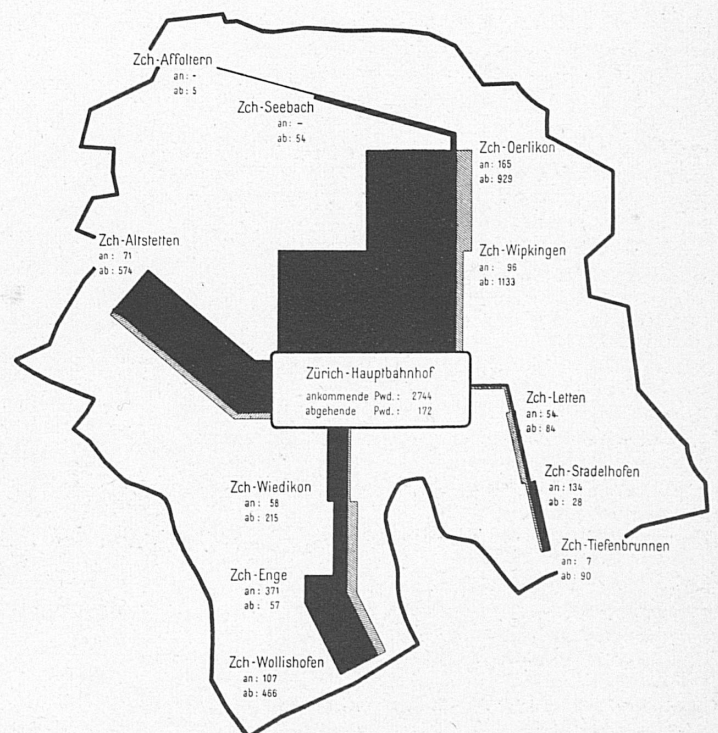 Zch-Affoltern
an: -
ab: 5
Zch-Seebach
an: -
ab: 54
Zch-Oerlikon
an: 165
ab: 929
Zch-Altstetten
an: 71
ab: 574
Zch-Wipkingen
an: 96
ab: 1133
Zürich-Hauptbahnhof
ankommende Pwd.: 2744
abgehende Pwd.: 172
Zch-Letten
an: 54
ab: 84
Zch-Stadelhofen
an: 134
ab: 28
Zch-Wiedikon
an: 58
ab: 215
Zch-Tiefenbrunnen
an: 7
ab: 90
Zch-Enge
an: 371
ab: 57
Zch-Wollishofen
an: 107
ab: 466